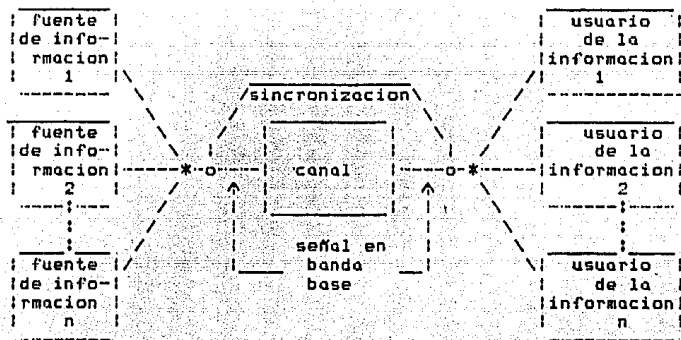 fuente
de info-
rmacion
1
usuario
de la
informacion
1
sincronizacion
fuente
de info-
rmacion
2
canal
usuario
de la
informacion
2
señal en
banda
base
fuente
de info-
rmacion
n
usuario
de la
informacion
n